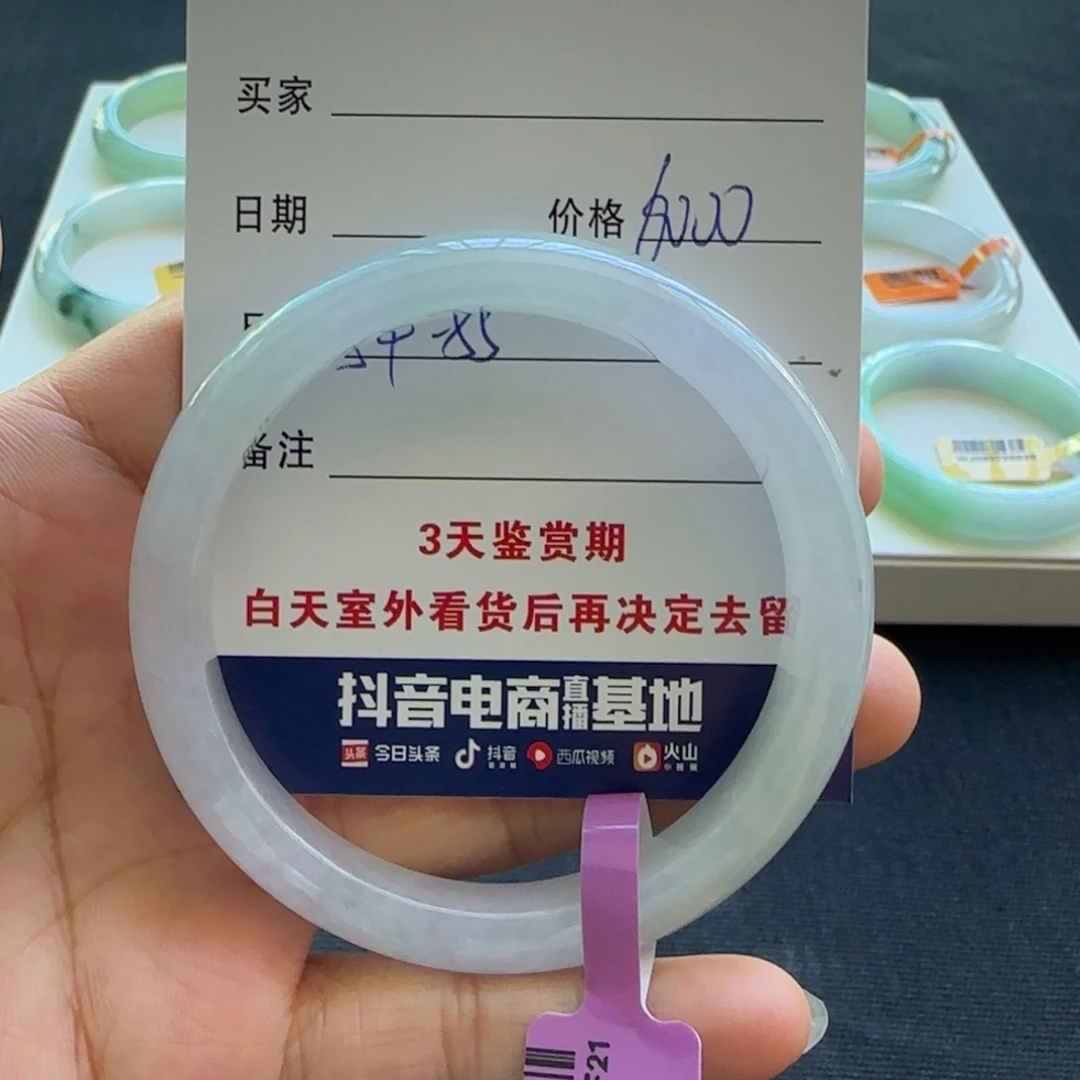 买家
日期 价格
备注
3天鉴赏期
白天室外看货后再决定去留
抖音电商直播基地
头条 今日头条 抖音 西瓜视频 火山